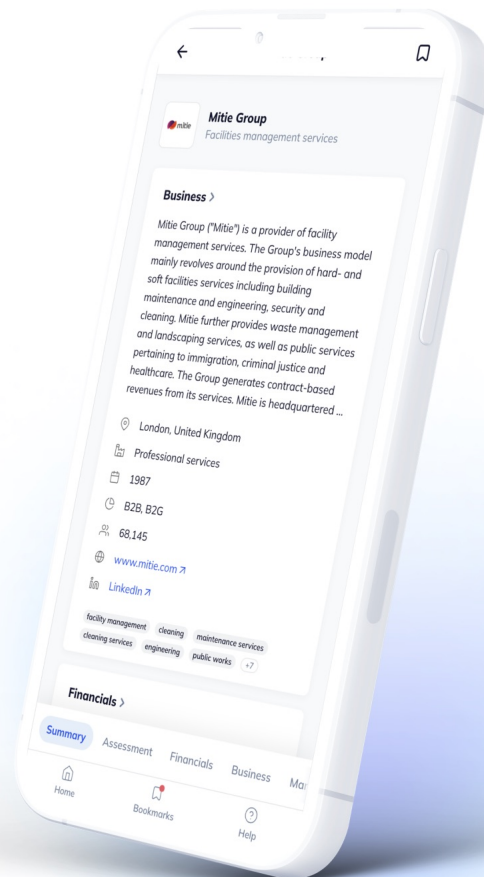 mitie
Mitie Group
Facilities management services
Business >
Mitie Group ("Mitie") is a provider of facility
management services. The Group's business model
mainly revolves around the provision of hard- and
soft facilities services including building
maintenance and engineering, security and
cleaning. Mitie further provides waste management
and landscaping services, as well as public services
pertaining to immigration, criminal justice and
healthcare. The Group generates contract-based
revenues from its services. Mitie is headquartered ...
London, United Kingdom
Professional services
1987
B2B, B2G
68,145
www.mitie.com ↗
LinkedIn ↗
facility management cleaning maintenance services
cleaning services engineering public works +7
Financials >
Summary Assessment Financials Business
Home Bookmarks Help